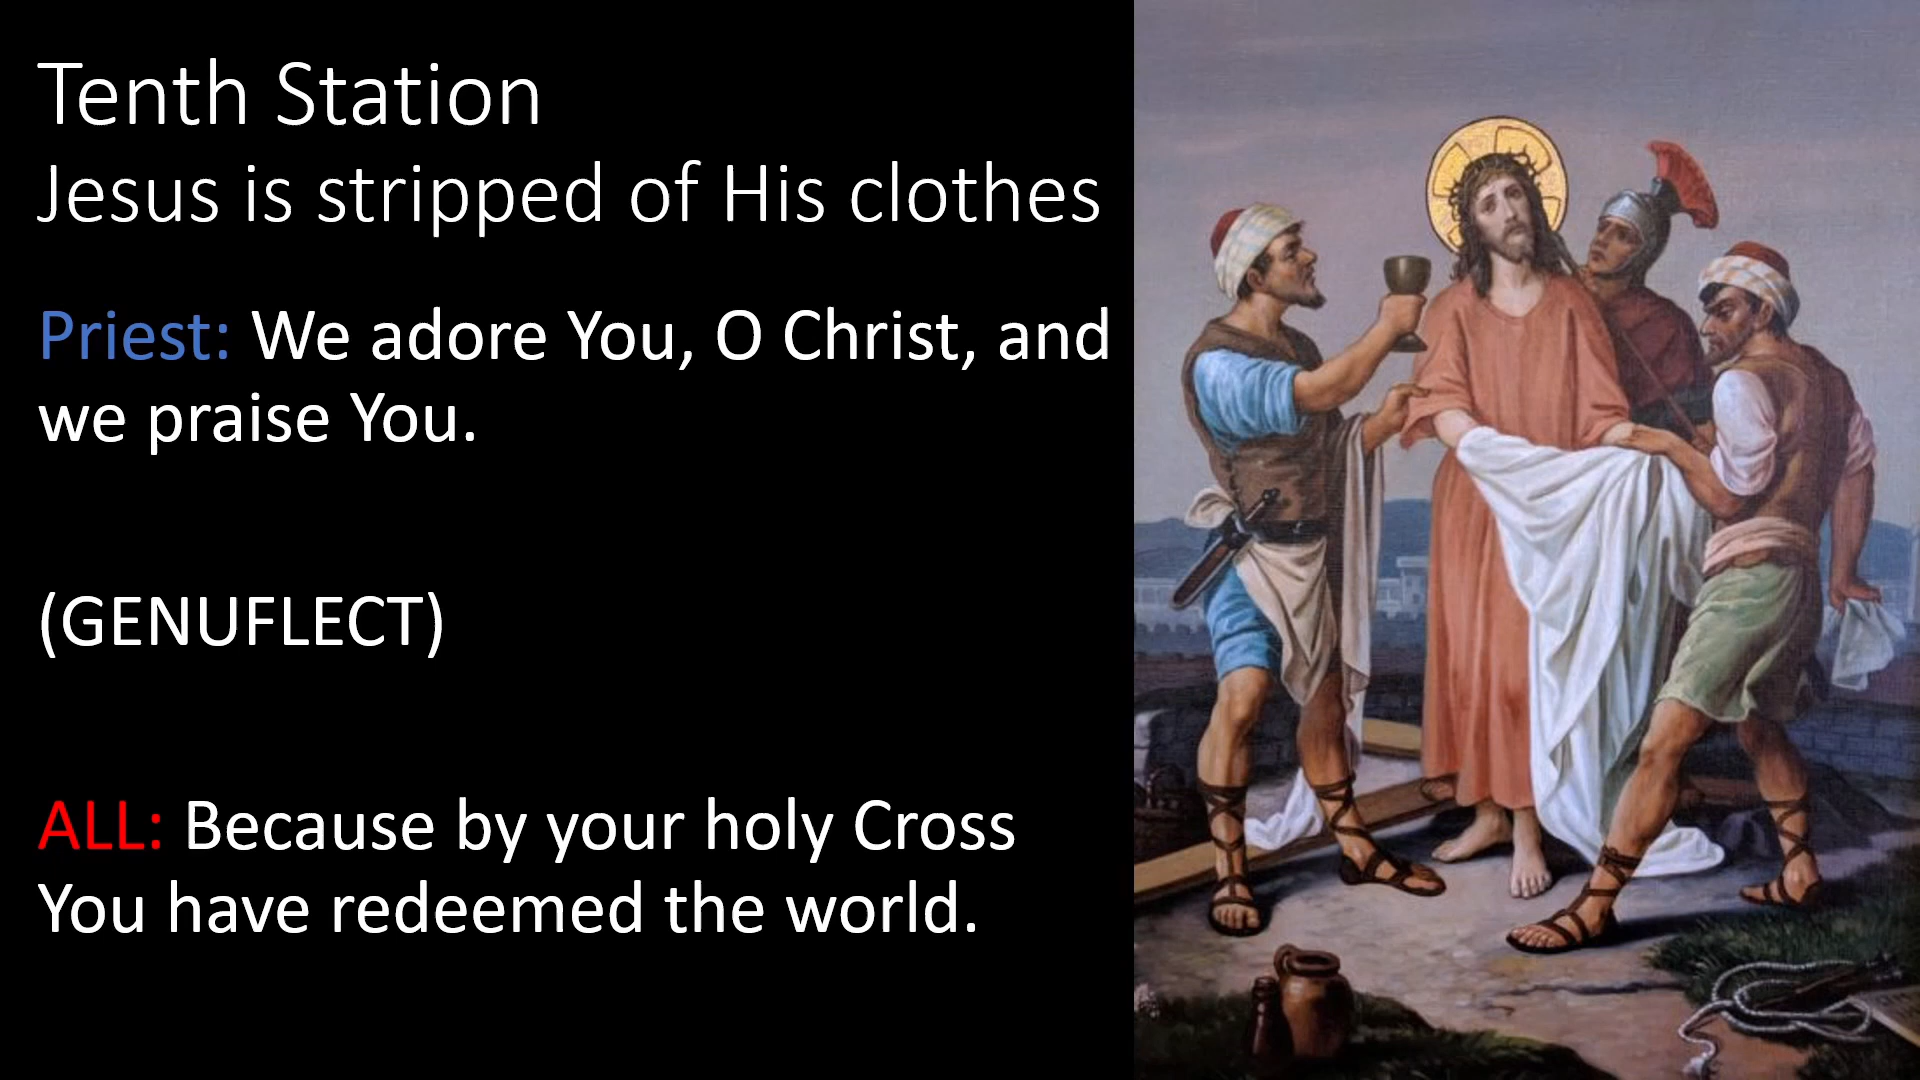 Tenth Station
Jesus is stripped of His clothes
Priest: We adore You, O Christ, and
we praise You.
(GENUFLECT)
ALL: Because by your holy Cross
You have redeemed the world.